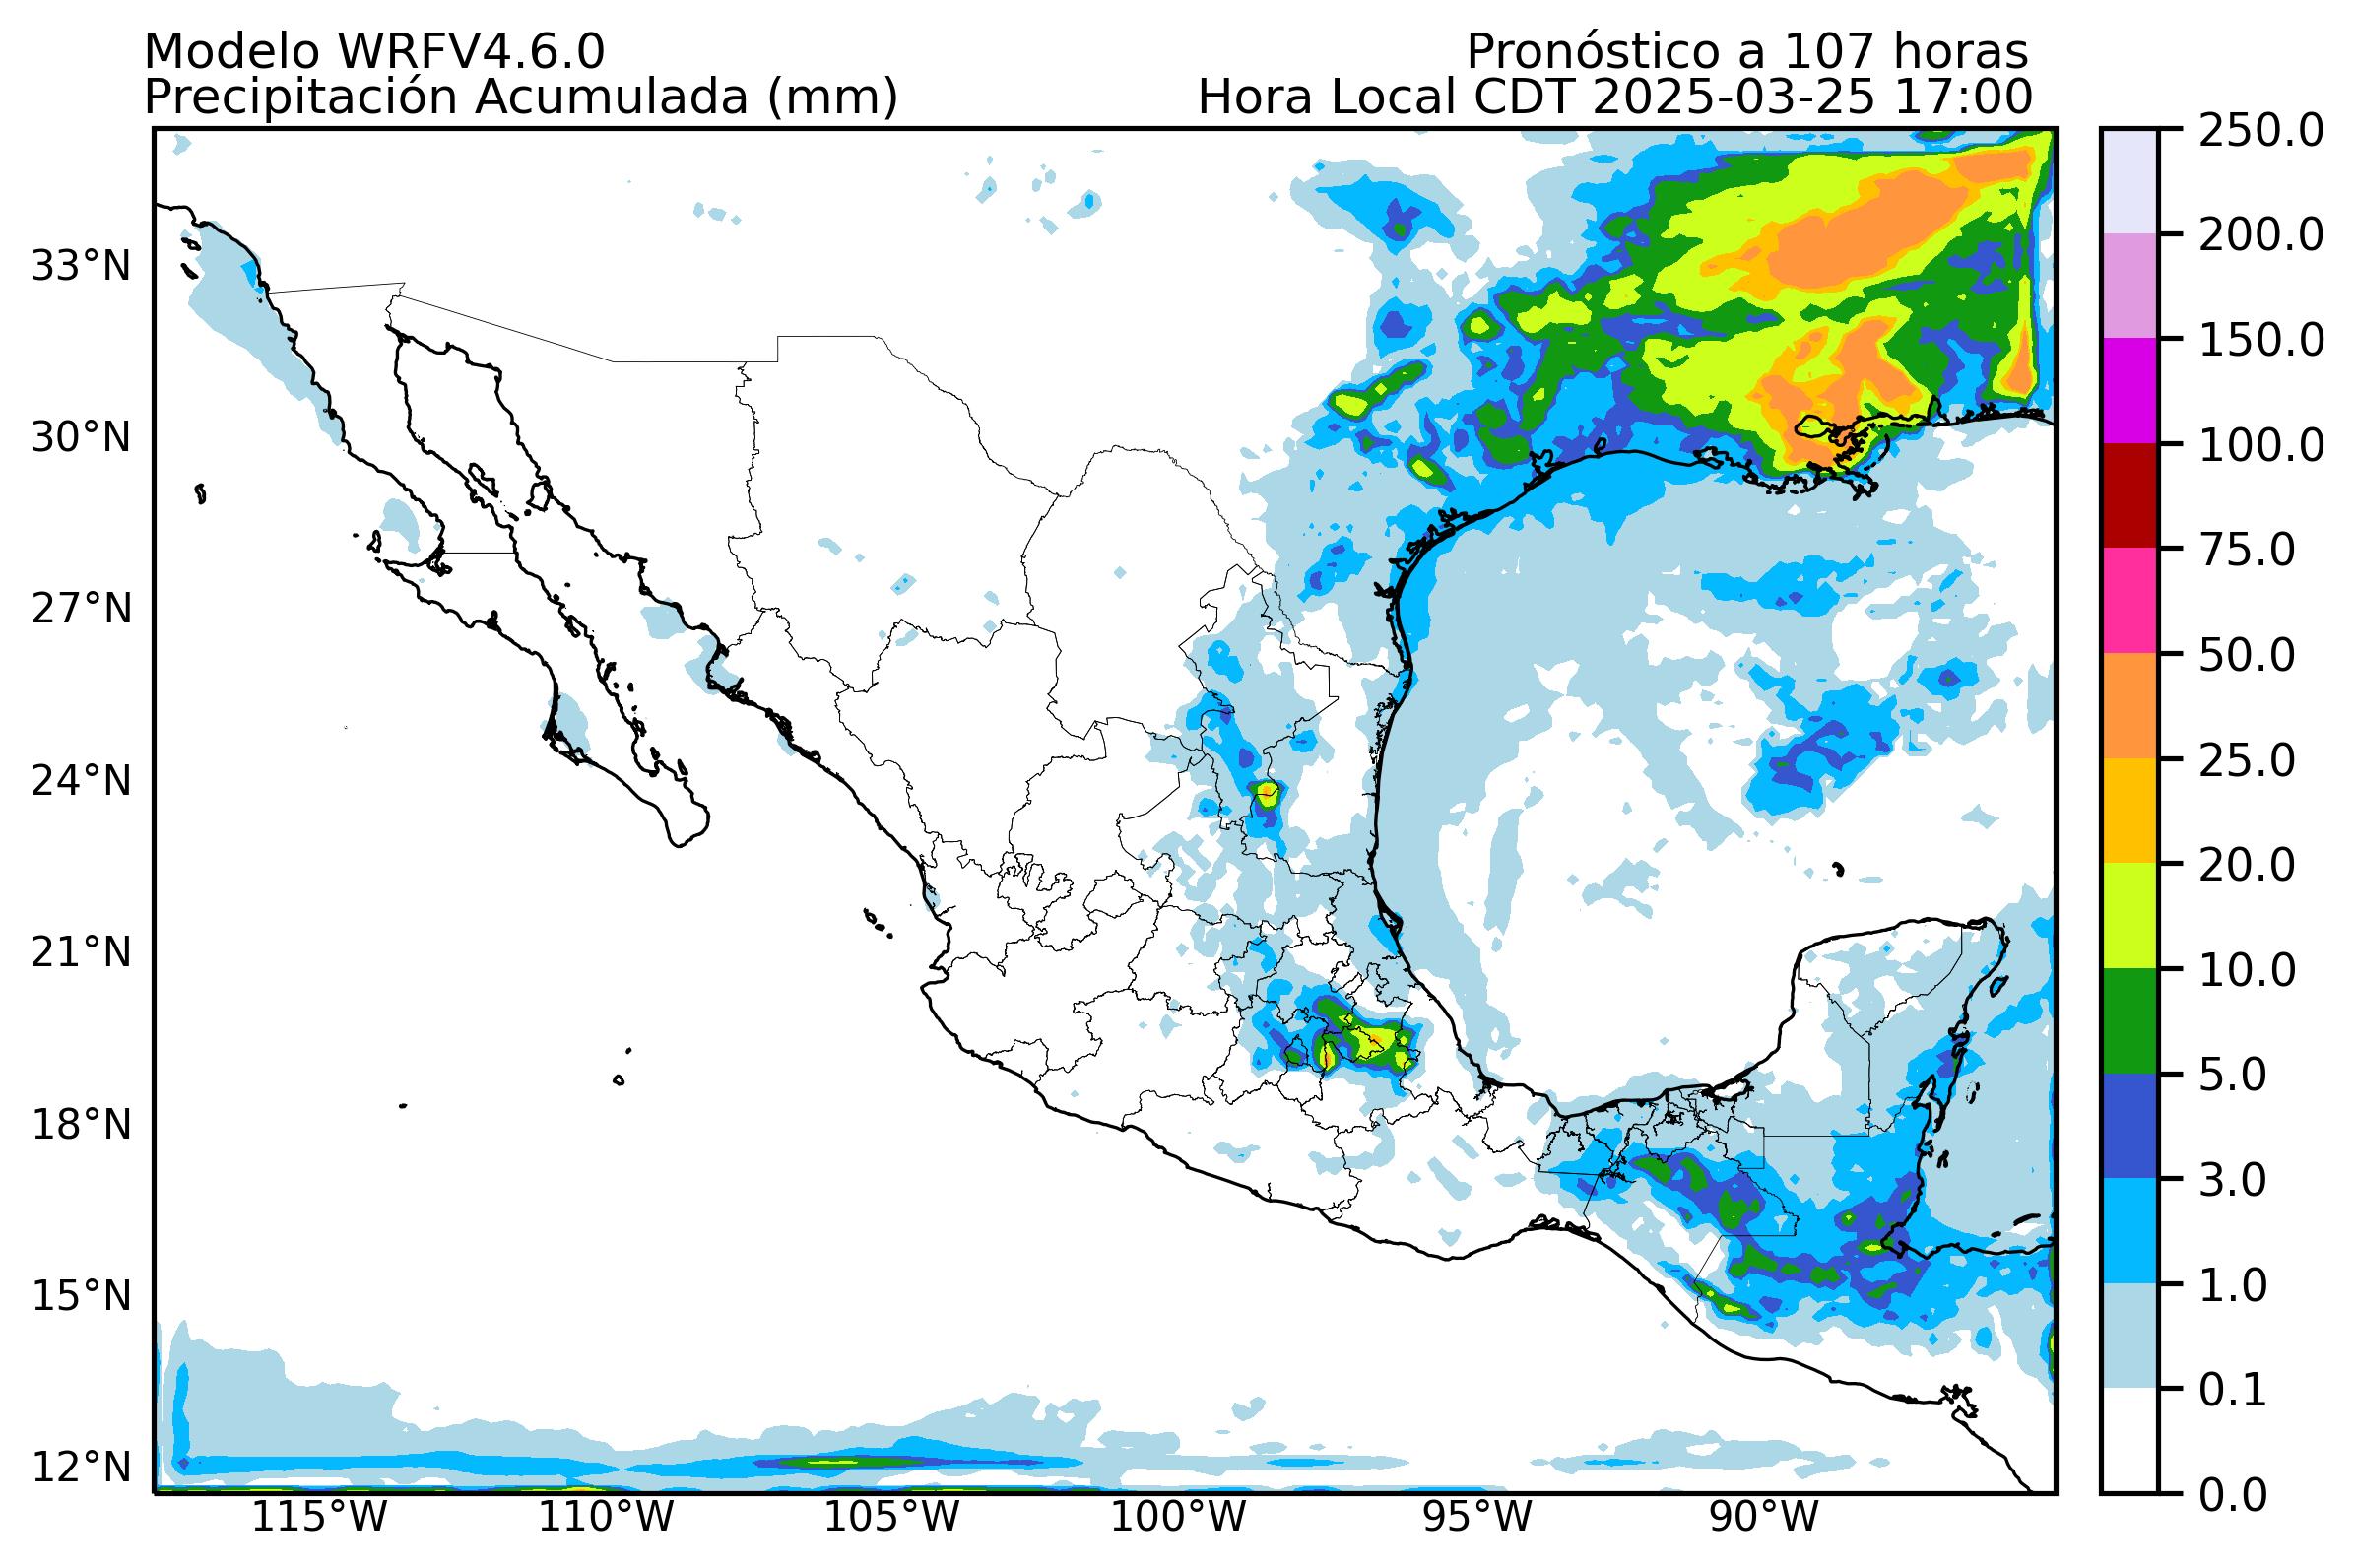 Modelo WRFV4.6.0
Pronóstico a 107 horas
Precipitación Acumulada (mm)
Hora Local CDT 2025-03-25 17:00
33°N
30°N
27°N
24°N
21°N
18°N
15°N
12°N
115°W
110°W
105°W
100°W
95°W
90°W
250.0
200.0
150.0
100.0
75.0
50.0
25.0
20.0
10.0
5.0
3.0
1.0
0.1
0.0